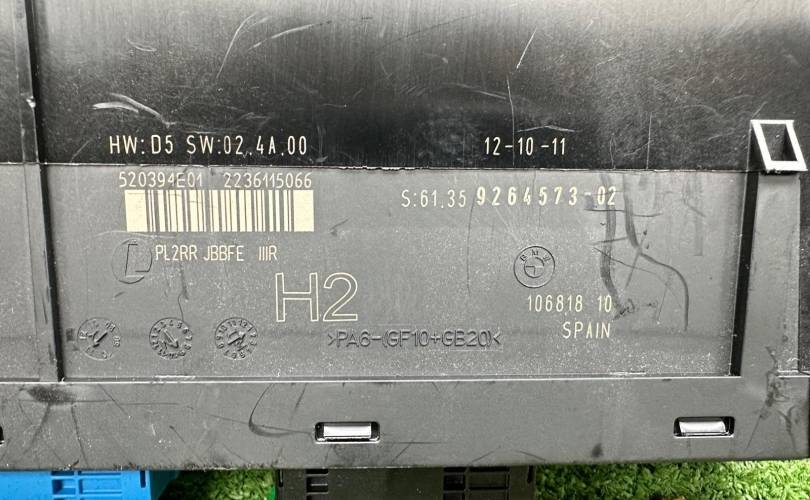 HW:D5 SW:02.4A.00 12-10-11
520394E01 2236115066
S:61.35 9264573-02
PL2RR JBBFE IIIR
L
H2
BMW
106818 10
SPAIN
>PA6-(GF10+GB20)<